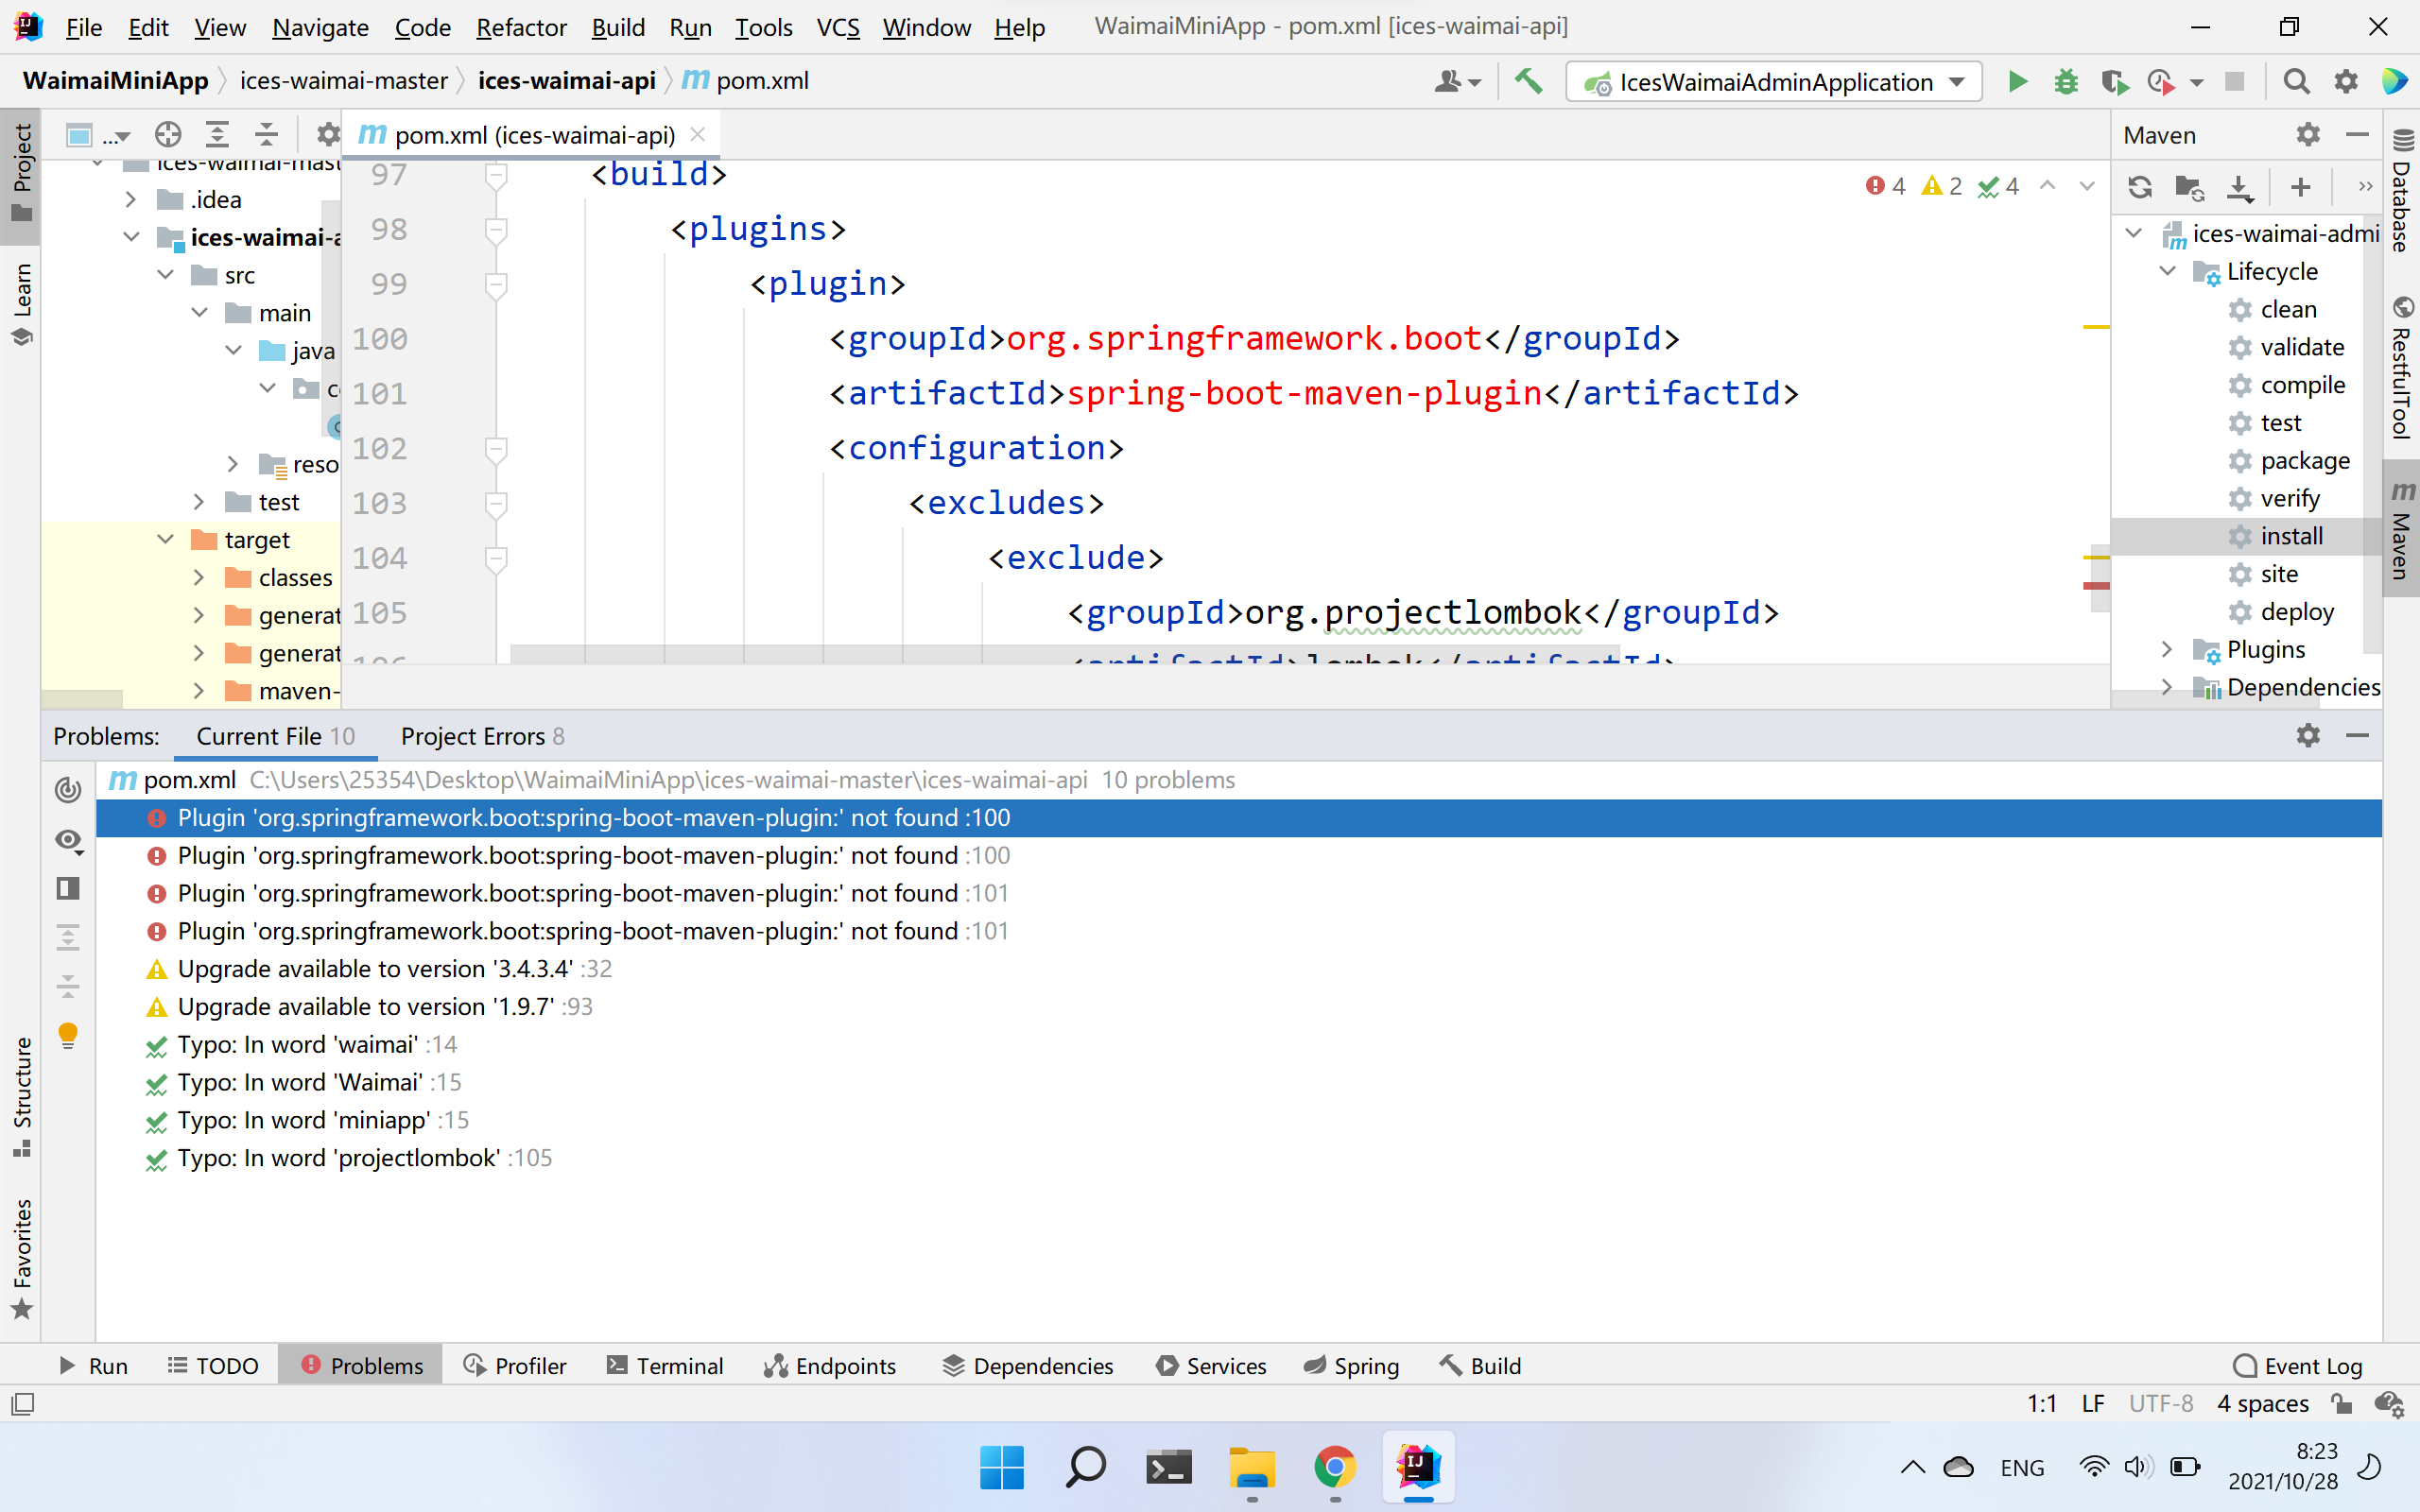 File Edit View Navigate Code Refactor Build Run Tools VCS Window Help WaimaiMiniApp - pom.xml [ices-waimai-api]
WaimaiMiniApp ices-waimai-master ices-waimai-api pom.xml IcesWaimaiAdminApplication
Project
Learn
Structure
Favorites
...
ices-waimai-mast
.idea
ices-waimai-a
src
main
java
reso
test
target
classes
generat
generat
maven-
pom.xml (ices-waimai-api)
4 2 4
97 <build>
98 <plugins>
99 <plugin>
100 <groupId>org.springframework.boot</groupId>
101 <artifactId>spring-boot-maven-plugin</artifactId>
102 <configuration>
103 <excludes>
104 <exclude>
105 <groupId>org.projectlombok</groupId>
106 <artifactId>lombok</artifactId>
Maven
ices-waimai-admi
Lifecycle
clean
validate
compile
test
package
verify
install
site
deploy
Plugins
Dependencies
Database
RestfulTool
Maven
Problems: Current File 10 Project Errors 8
pom.xml C:\Users\25354\Desktop\WaimaiMiniApp\ices-waimai-master\ices-waimai-api 10 problems
Plugin 'org.springframework.boot:spring-boot-maven-plugin:' not found :100
Plugin 'org.springframework.boot:spring-boot-maven-plugin:' not found :100
Plugin 'org.springframework.boot:spring-boot-maven-plugin:' not found :101
Plugin 'org.springframework.boot:spring-boot-maven-plugin:' not found :101
Upgrade available to version '3.4.3.4' :32
Upgrade available to version '1.9.7' :93
Typo: In word 'waimai' :14
Typo: In word 'Waimai' :15
Typo: In word 'miniapp' :15
Typo: In word 'projectlombok' :105
Run TODO Problems Profiler Terminal Endpoints Dependencies Services Spring Build Event Log
1:1 LF UTF-8 4 spaces
ENG
8:23
2021/10/28